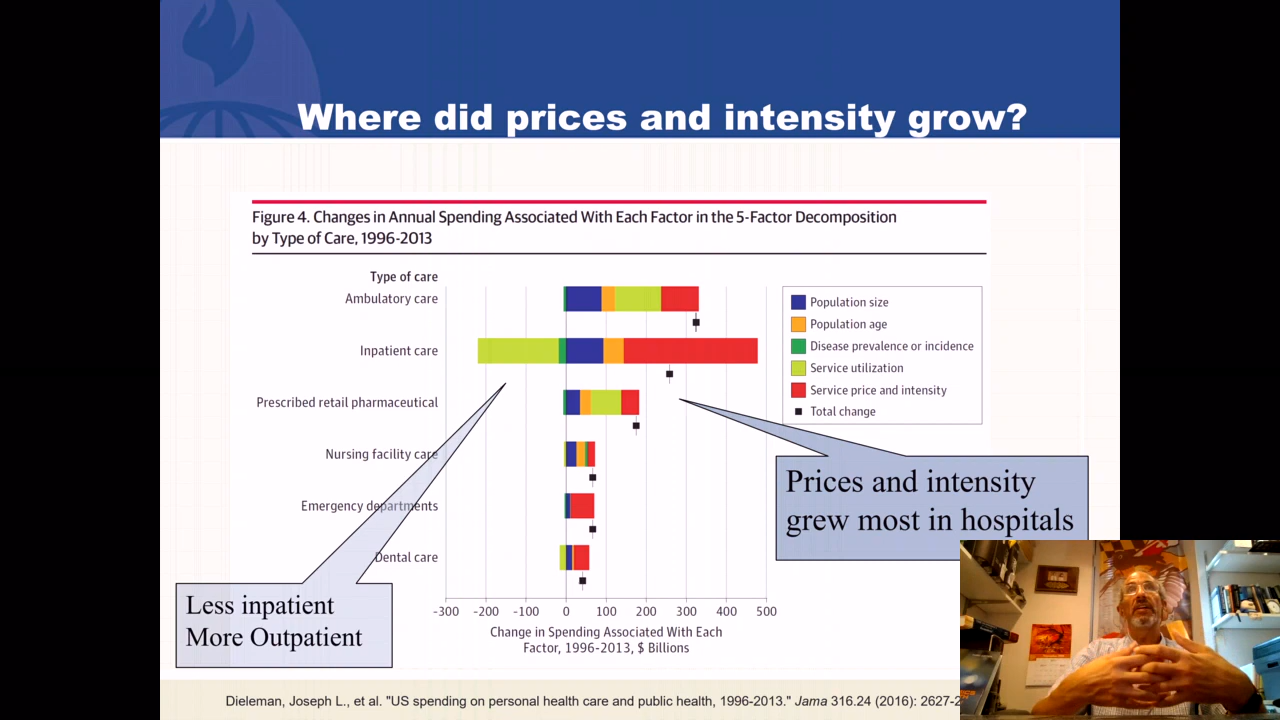 Where did prices and intensity grow?
Figure 4. Changes in Annual Spending Associated With Each Factor in the 5-Factor Decomposition
by Type of Care, 1996-2013
Type of care
Ambulatory care
Inpatient care
Prescribed retail pharmaceutical
Nursing facility care
Emergency departments
Dental care
-300 -200 -100 0 100 200 300 400 500
Change in Spending Associated With Each
Factor, 1996-2013, $ Billions
Population size
Population age
Disease prevalence or incidence
Service utilization
Service price and intensity
Total change
Prices and intensity
grew most in hospitals
Less inpatient
More Outpatient
Dieleman, Joseph L., et al. "US spending on personal health care and public health, 1996-2013." Jama 316.24 (2016): 2627-2